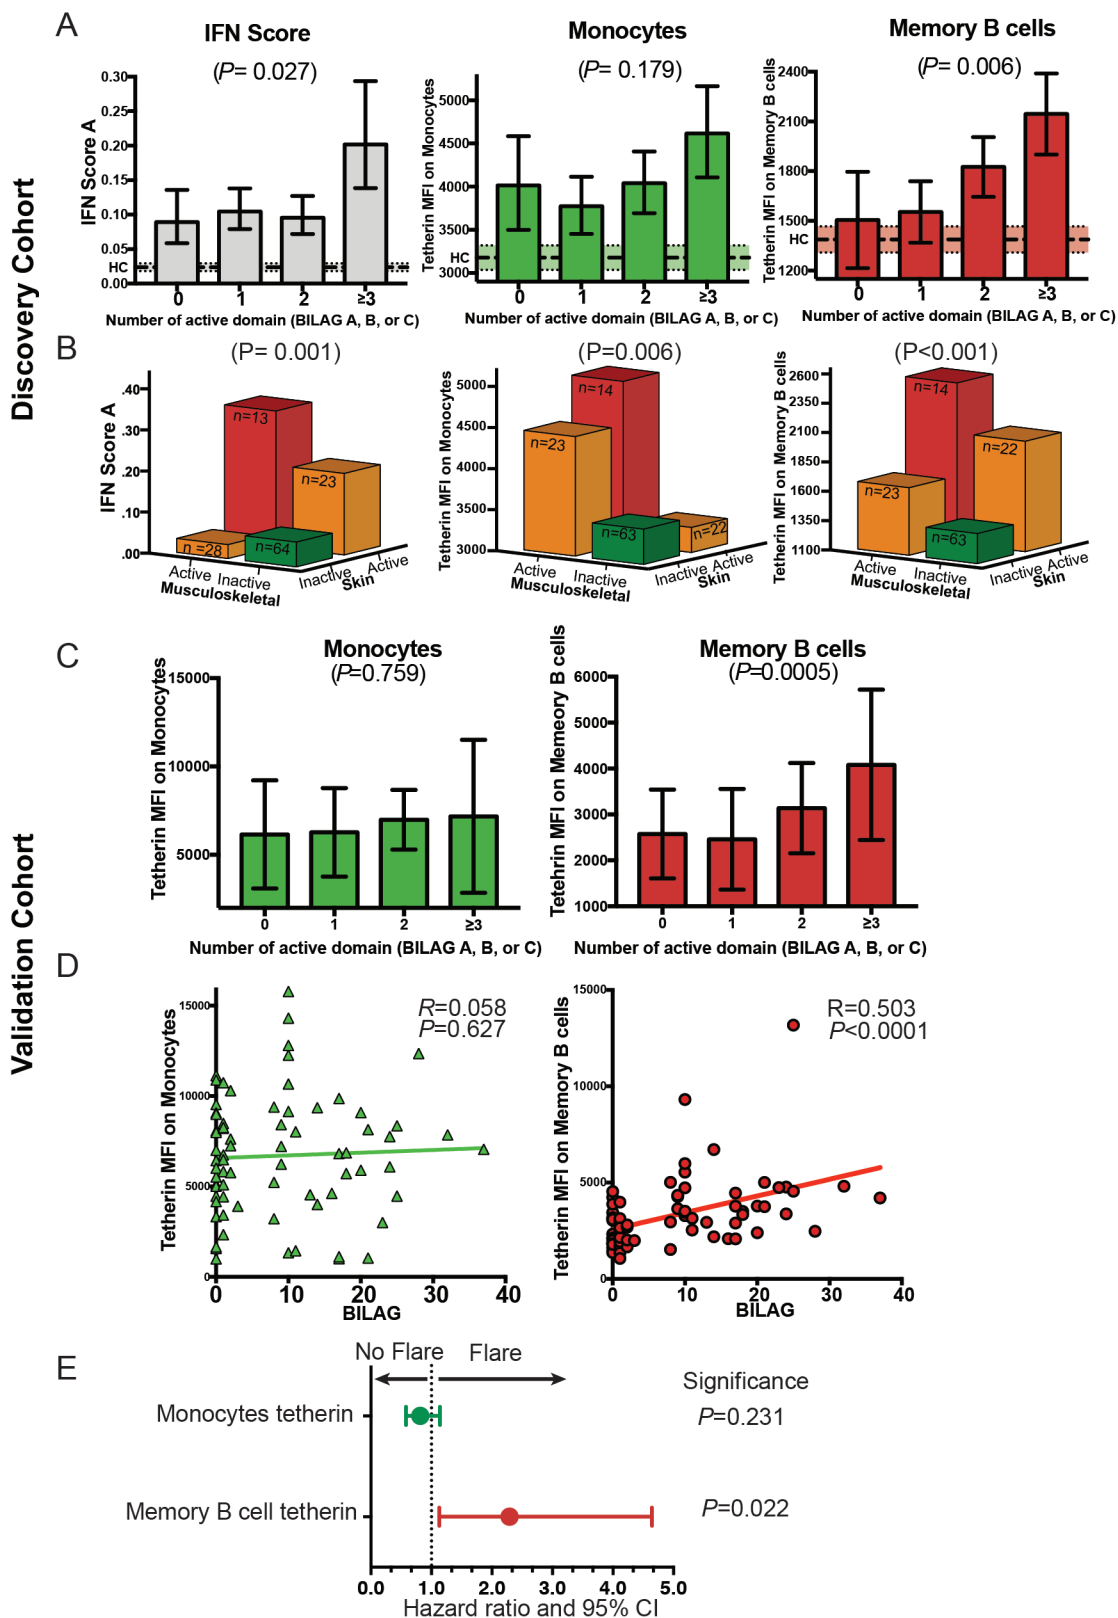 Discovery Cohort
A
IFN Score
(P= 0.027)
IFN Score A
0.30
0.25
0.20
0.15
0.10
0.05
HC
0.00
0 1 2 ≥3
Number of active domain (BILAG A, B, or C)
Monocytes
(P= 0.179)
Tetherin MFI on Monocytes
5000
4500
4000
3500
HC
3000
0 1 2 ≥3
Number of active domain (BILAG A, B, or C)
Memory B cells
(P= 0.006)
Tetherin MFI on Memory B cells
2400
2100
1800
1500
HC
1200
0 1 2 ≥3
Number of active domain (BILAG A, B, or C)
B
(P= 0.001)
IFN Score A
.40
.30
.20
.10
.00
n=13
n=23
n =28
n=64
Active Inactive
Musculoskeletal
Inactive Active
Skin
(P=0.006)
Tetherin MFI on Monocytes
5000
4500
4000
3500
3000
n=14
n=23
n=63
n=22
Active Inactive
Musculoskeletal
Inactive Active
Skin
(P<0.001)
Tetherin MFI on Memory B cells
2600
2350
2100
1850
1600
1350
1100
n=14
n=22
n=23
n=63
Active Inactive
Musculoskeletal
Inactive Active
Skin
Validation Cohort
C
Monocytes
(P=0.759)
Tetherin MFI on Monocytes
15000
10000
5000
0 1 2 ≥3
Number of active domain (BILAG A, B, or C)
Memory B cells
(P=0.0005)
Tetehrin MFI on Memeory B cells
6000
5000
4000
3000
2000
1000
0 1 2 ≥3
Number of active domain (BILAG A, B, or C)
D
R=0.058
P=0.627
Tetherin MFI on Monocytes
15000
10000
5000
0
0 10 20 30 40
BILAG
R=0.503
P<0.0001
Tetherin MFI on Memory B cells
15000
10000
5000
0
0 10 20 30 40
BILAG
E
No Flare Flare
Significance
Monocytes tetherin
P=0.231
Memory B cell tetherin
P=0.022
0.0 1.0 2.0 3.0 4.0 5.0
Hazard ratio and 95% CI